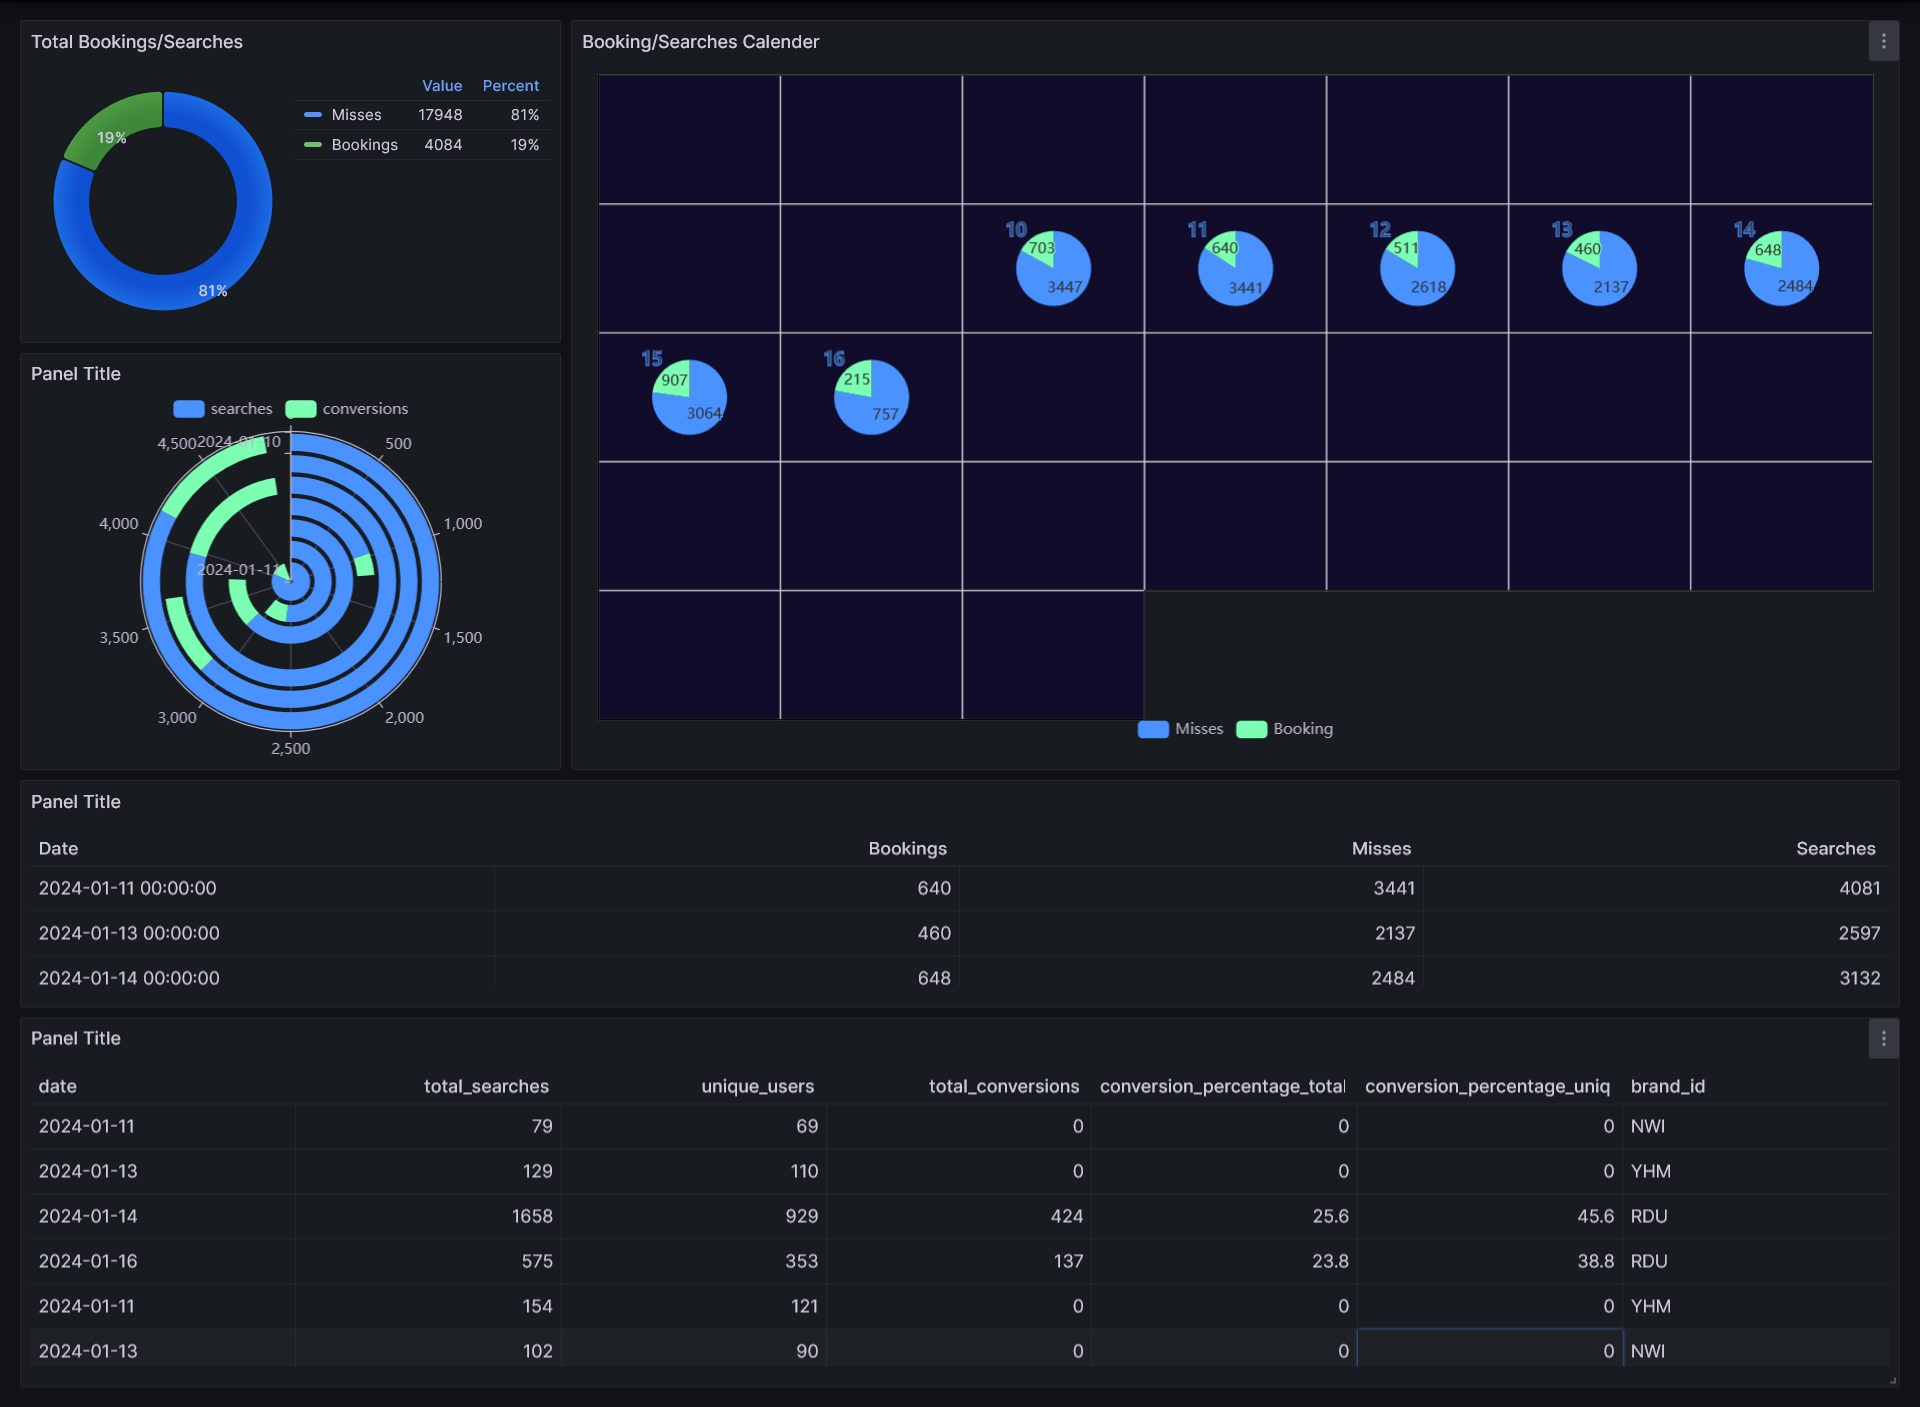 Total Bookings/Searches
Value Percent
Misses 17948 81%
Bookings 4084 19%
19%
81%
Booking/Searches Calender
10 11 12 13 14
703 640 511 460 648
3447 3441 2618 2137 2484
15 16
907 215
3064 757
Misses Booking
Panel Title
searches conversions
4,500 2024-01-10 500
4,000 1,000
2024-01-11
3,500 1,500
3,000 2,000
2,500
Panel Title
Date Bookings Misses Searches
2024-01-11 00:00:00 640 3441 4081
2024-01-13 00:00:00 460 2137 2597
2024-01-14 00:00:00 648 2484 3132
Panel Title
date total_searches unique_users total_conversions conversion_percentage_total conversion_percentage_uniq brand_id
2024-01-11 79 69 0 0 0 NWI
2024-01-13 129 110 0 0 0 YHM
2024-01-14 1658 929 424 25.6 45.6 RDU
2024-01-16 575 353 137 23.8 38.8 RDU
2024-01-11 154 121 0 0 0 YHM
2024-01-13 102 90 0 0 0 NWI